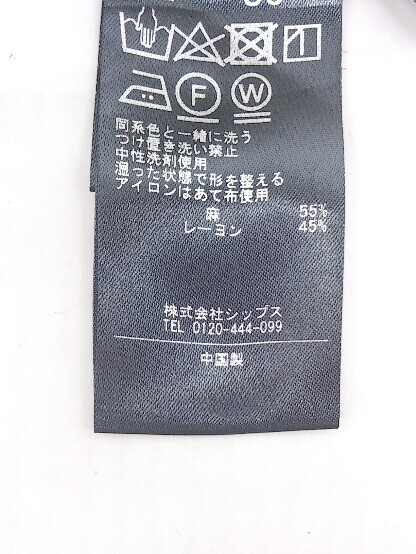 F W
同系色と一緒に洗う
つけ置き洗い禁止
中性洗剤使用
湿った状態で形を整える
アイロンはあて布使用
麻 55%
レーヨン 45%
株式会社シップス
TEL 0120-444-099
中国製